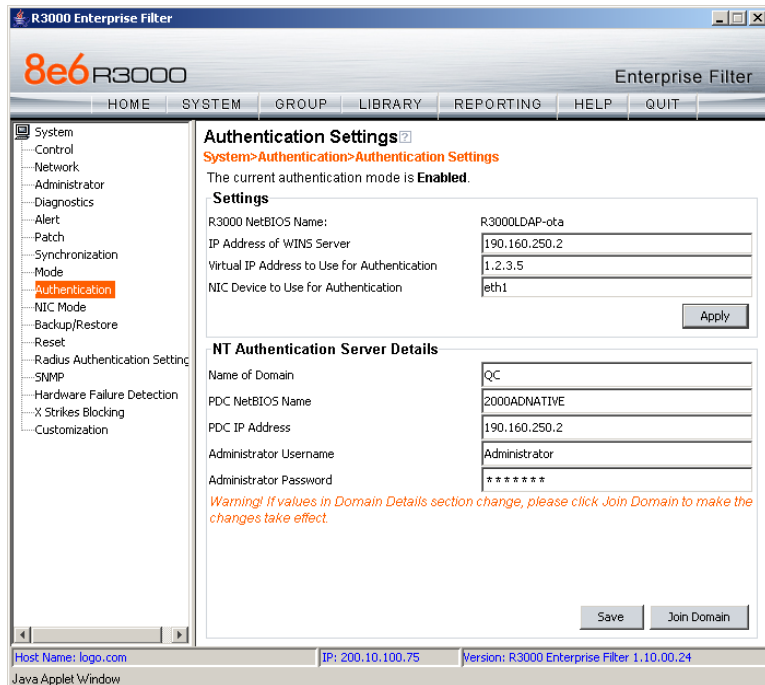 R3000 Enterprise Filter
8e6 R3000
Enterprise Filter
HOME SYSTEM GROUP LIBRARY REPORTING HELP QUIT
System
Control
Network
Administrator
Diagnostics
Alert
Patch
Synchronization
Mode
Authentication
NIC Mode
Backup/Restore
Reset
Radius Authentication Setting
SNMP
Hardware Failure Detection
X Strikes Blocking
Customization
Authentication Settings?
System>Authentication>Authentication Settings
The current authentication mode is Enabled.
Settings
R3000 NetBIOS Name: R3000LDAP-ota
IP Address of WINS Server 190.160.250.2
Virtual IP Address to Use for Authentication 1.2.3.5
NIC Device to Use for Authentication eth1
Apply
NT Authentication Server Details
Name of Domain QC
PDC NetBIOS Name 2000ADNATIVE
PDC IP Address 190.160.250.2
Administrator Username Administrator
Administrator Password *******
Warning! If values in Domain Details section change, please click Join Domain to make the
changes take effect.
Save Join Domain
Host Name: logo.com IP: 200.10.100.75 Version: R3000 Enterprise Filter 1.10.00.24
Java Applet Window